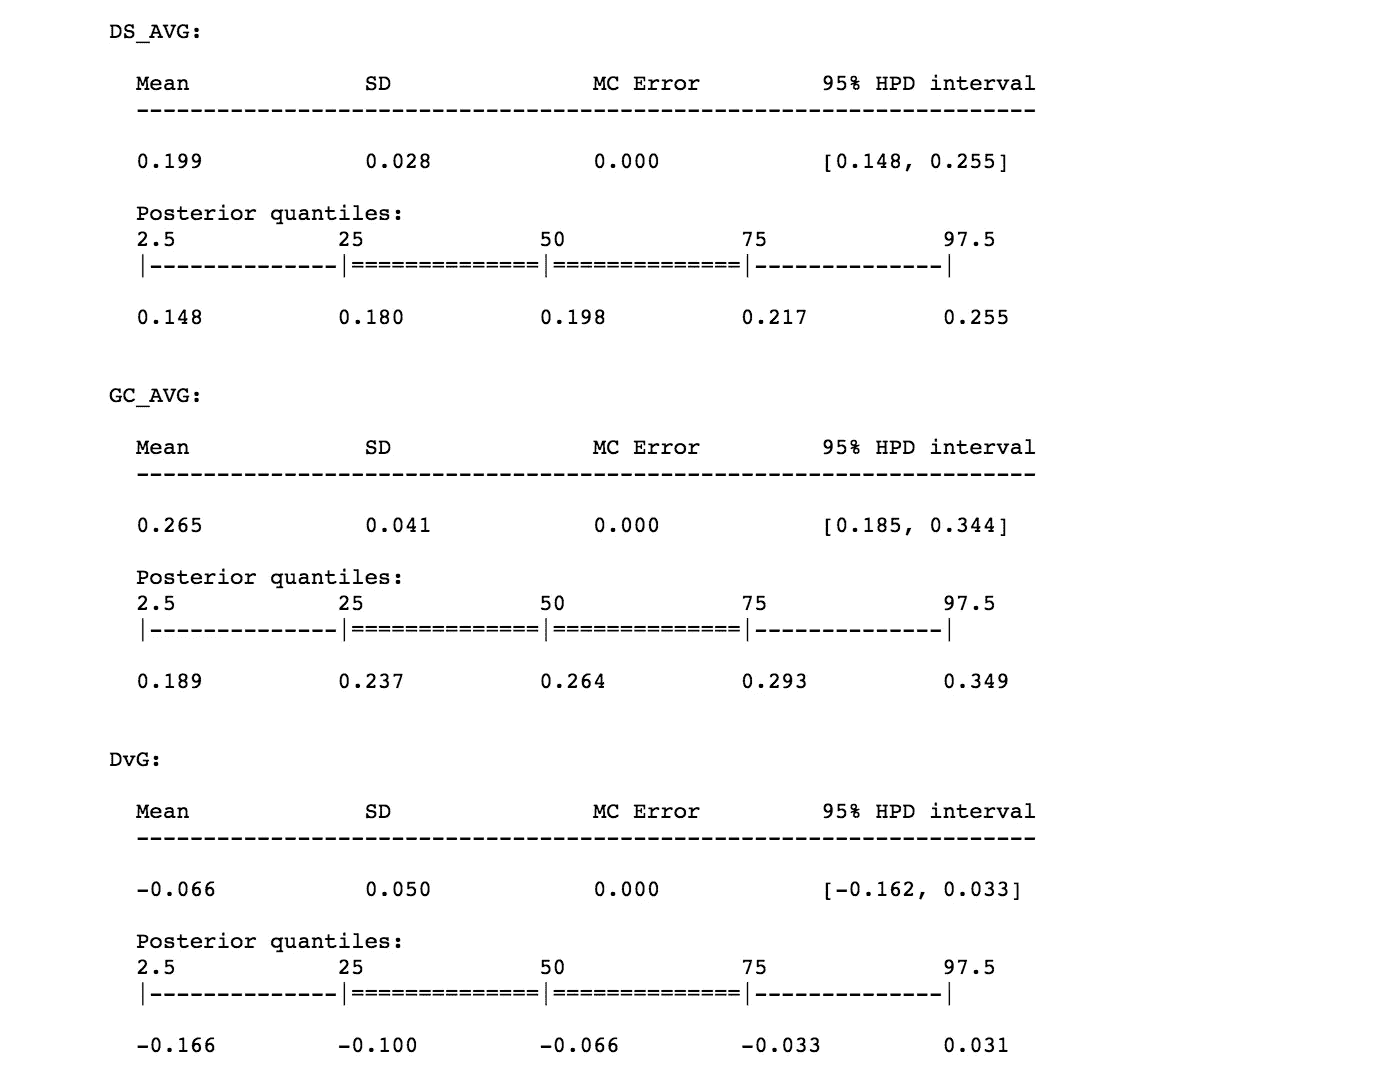 DS_AVG:
Mean SD MC Error 95% HPD interval
-------------------------------------------------------------------
0.199 0.028 0.000 [0.148, 0.255]
Posterior quantiles:
2.5 25 50 75 97.5
|--------------|==============|==============|--------------|
0.148 0.180 0.198 0.217 0.255
GC_AVG:
Mean SD MC Error 95% HPD interval
-------------------------------------------------------------------
0.265 0.041 0.000 [0.185, 0.344]
Posterior quantiles:
2.5 25 50 75 97.5
|--------------|==============|==============|--------------|
0.189 0.237 0.264 0.293 0.349
DvG:
Mean SD MC Error 95% HPD interval
-------------------------------------------------------------------
-0.066 0.050 0.000 [-0.162, 0.033]
Posterior quantiles:
2.5 25 50 75 97.5
|--------------|==============|==============|--------------|
-0.166 -0.100 -0.066 -0.033 0.031